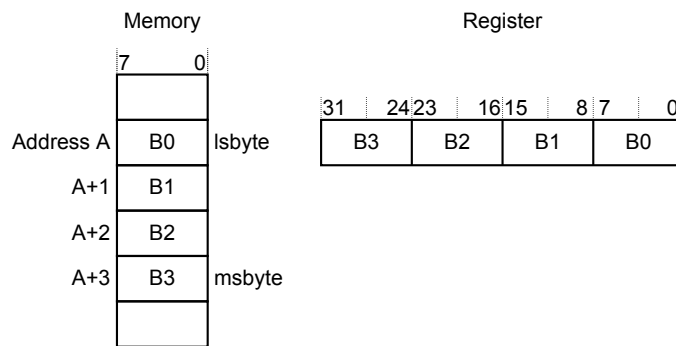 Memory Register
7 0
31 24 23 16 15 8 7 0
Address A B0 lsbyte B3 B2 B1 B0
A+1 B1
A+2 B2
A+3 B3 msbyte